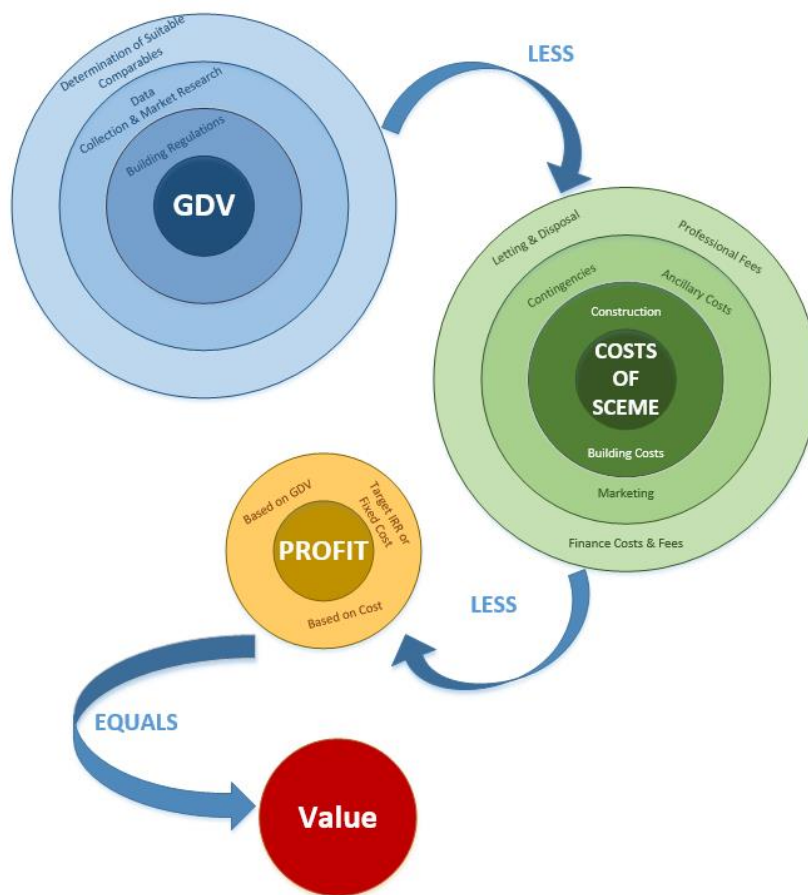 Determination of Suitable
Comparables
Data
Collection & Market Research
Building Regulations
GDV
LESS
Letting & Disposal
Professional Fees
Contingencies
Ancillary Costs
Construction
COSTS
OF
SCEME
Building Costs
Marketing
Finance Costs & Fees
LESS
Based on GDV
Target IRR or
Fixed Cost
PROFIT
Based on Cost
EQUALS
Value